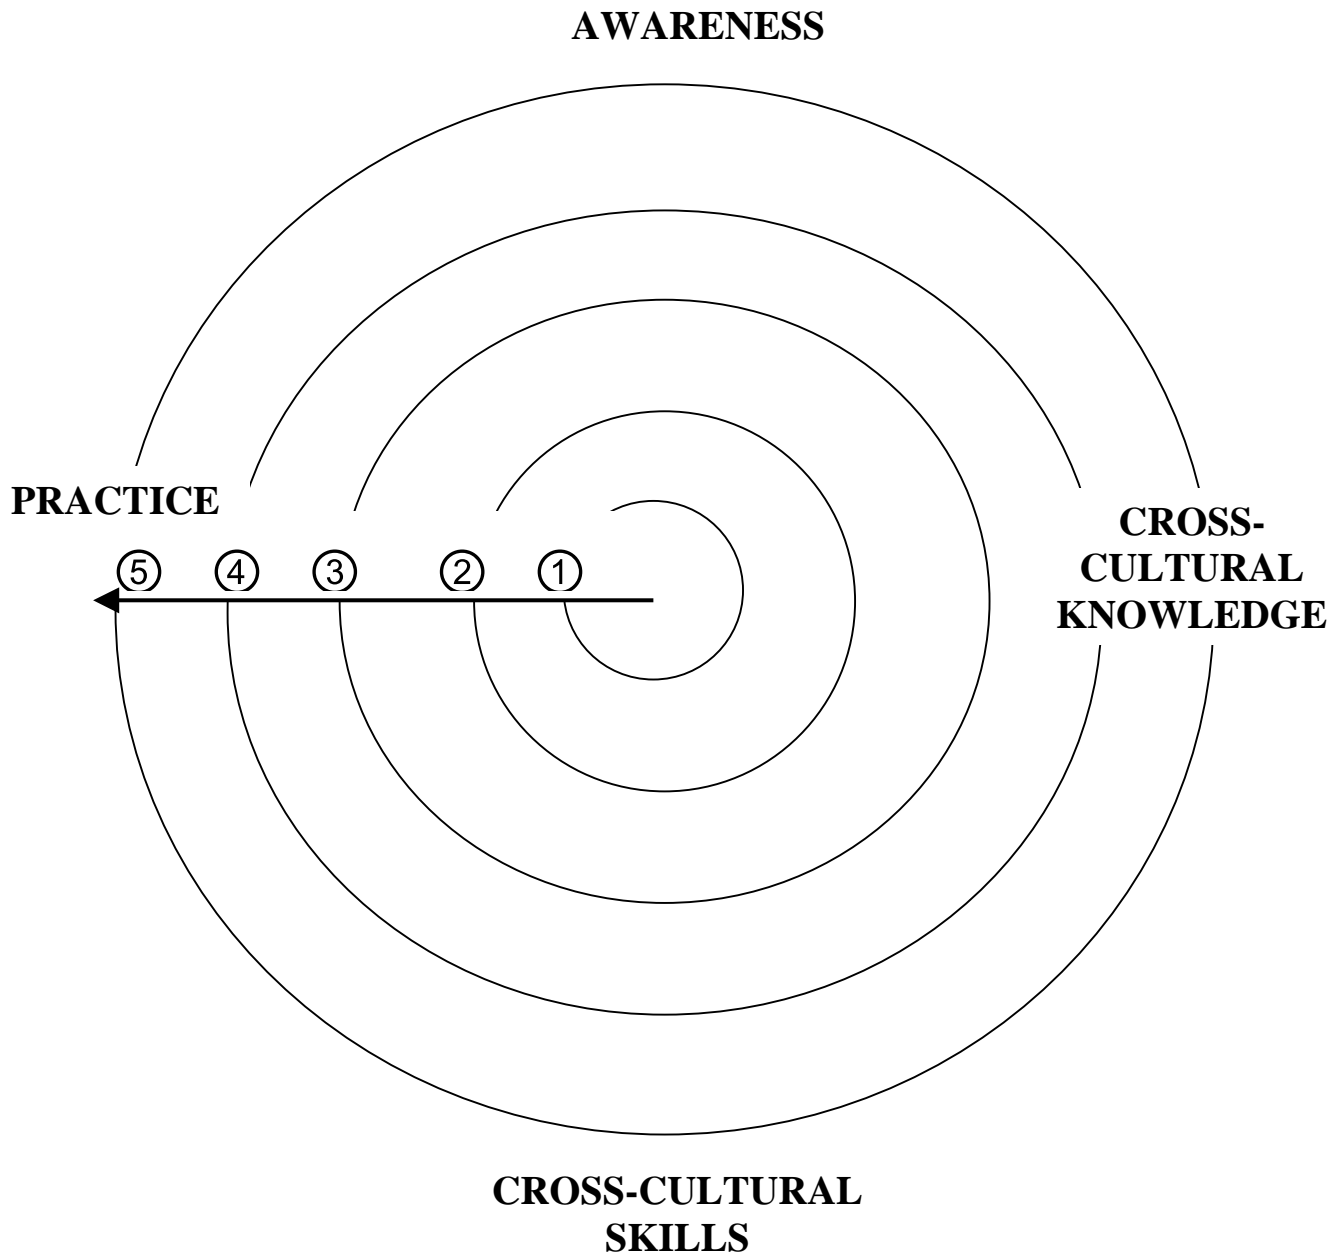 AWARENESS
PRACTICE
CROSS-
CULTURAL
KNOWLEDGE
5 4 3 2 1
CROSS-CULTURAL
SKILLS